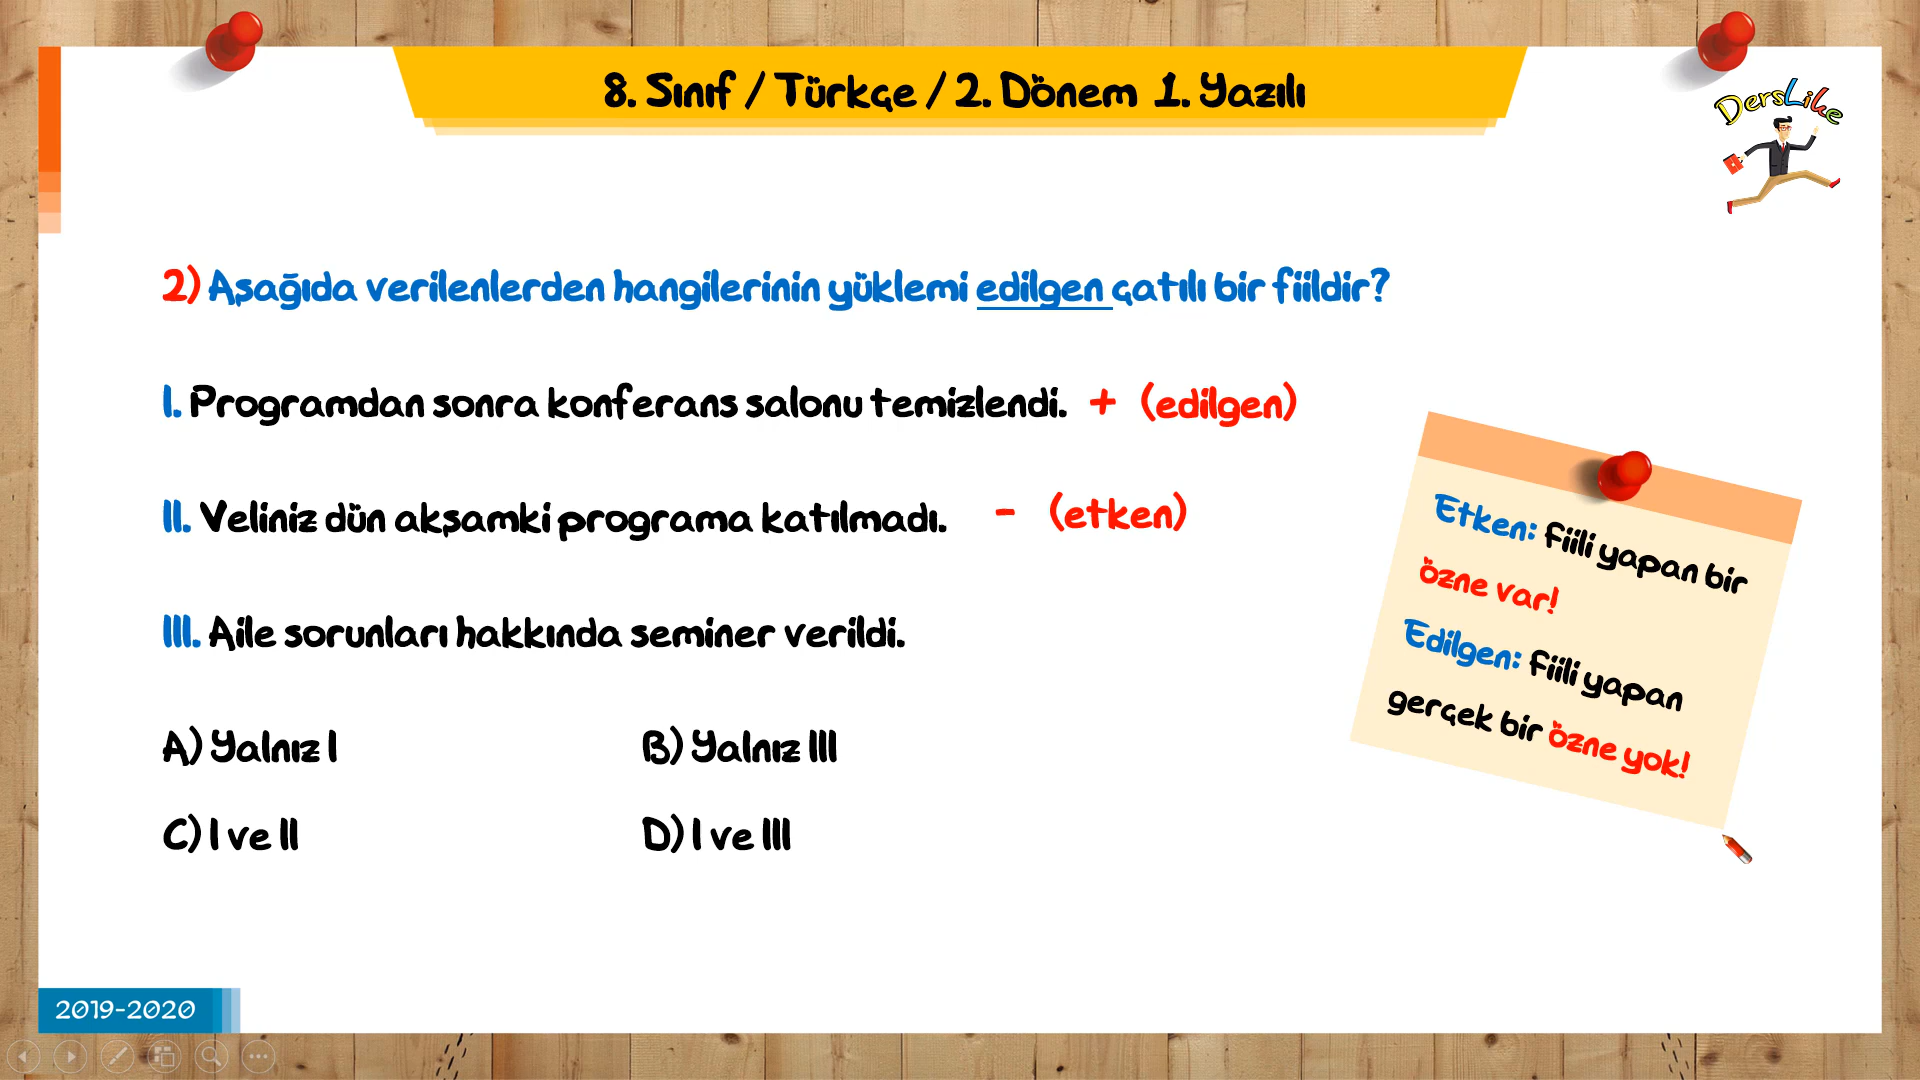 8. Sınıf / Türkçe / 2. Dönem 1. Yazılı
DersLike
2) Aşağıda verilenlerden hangilerinin yüklemi edilgen çatılı bir fiildir?
I. Programdan sonra konferans salonu temizlendi. + (edilgen)
II. Veliniz dün akşamki programa katılmadı. - (etken)
III. Aile sorunları hakkında seminer verildi.
A) Yalnız I B) Yalnız III
C) I ve II D) I ve III
Etken: fiili yapan bir
özne var!
Edilgen: fiili yapan
gerçek bir özne yok!
2019-2020